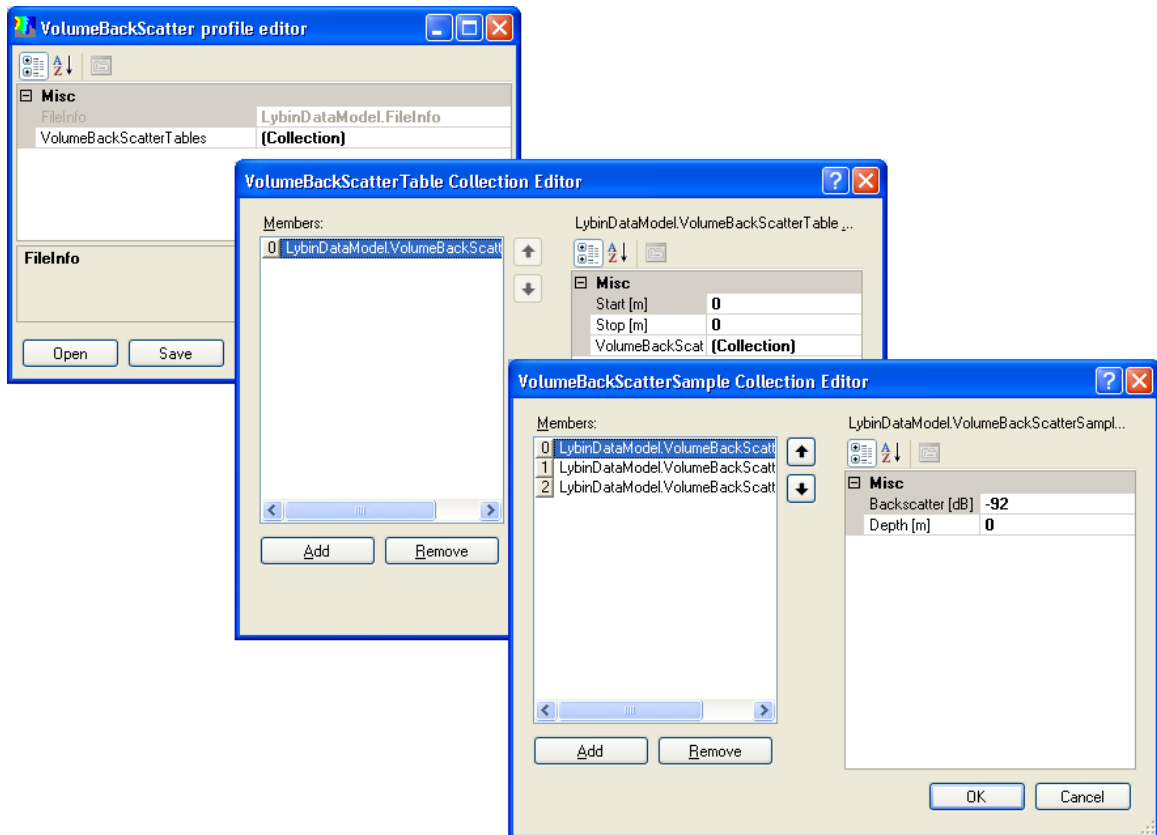 VolumeBackScatter profile editor
Misc
FileInfo LybinDataModel.FileInfo
VolumeBackScatterTables (Collection)
FileInfo
Open Save
VolumeBackScatterTable Collection Editor
Members:
0 LybinDataModel.VolumeBackScatt
Add Remove
LybinDataModel.VolumeBackScatterTable ...
Misc
Start [m] 0
Stop [m] 0
VolumeBackScat (Collection)
VolumeBackScatterSample Collection Editor
Members:
0 LybinDataModel.VolumeBackScatt
1 LybinDataModel.VolumeBackScatt
2 LybinDataModel.VolumeBackScatt
Add Remove
LybinDataModel.VolumeBackScatterSampl...
Misc
Backscatter [dB] -92
Depth [m] 0
OK Cancel